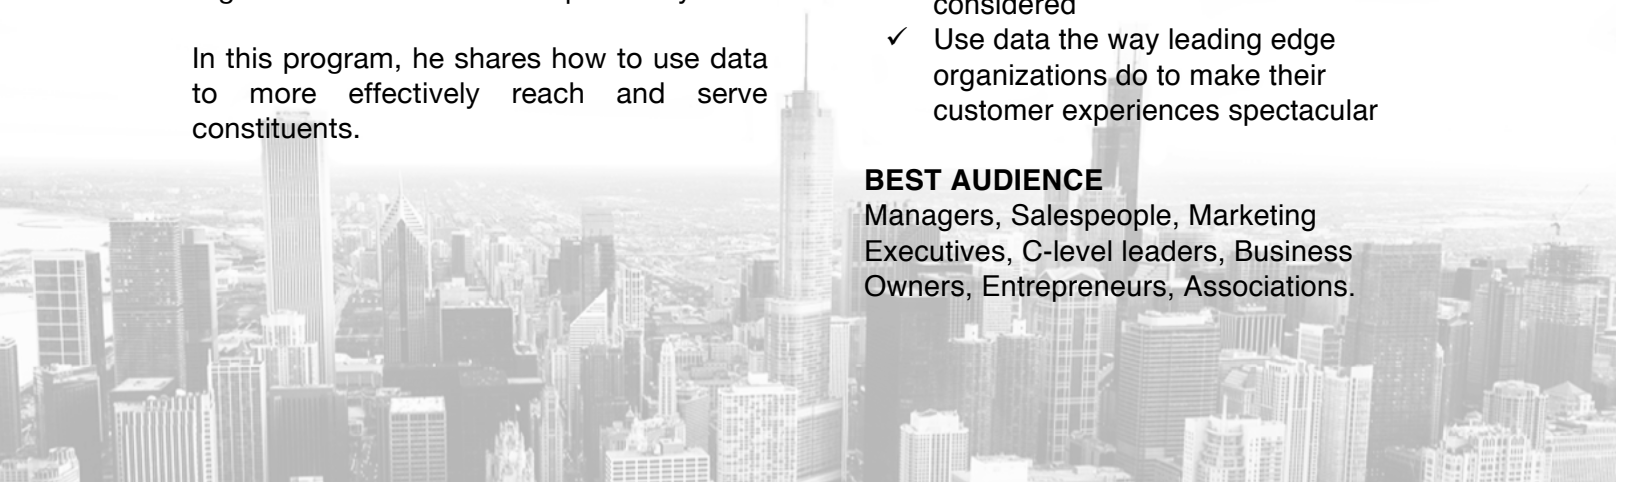 In this program, he shares how to use data
to more effectively reach and serve
constituents.
considered
✓ Use data the way leading edge
organizations do to make their
customer experiences spectacular
BEST AUDIENCE
Managers, Salespeople, Marketing
Executives, C-level leaders, Business
Owners, Entrepreneurs, Associations.